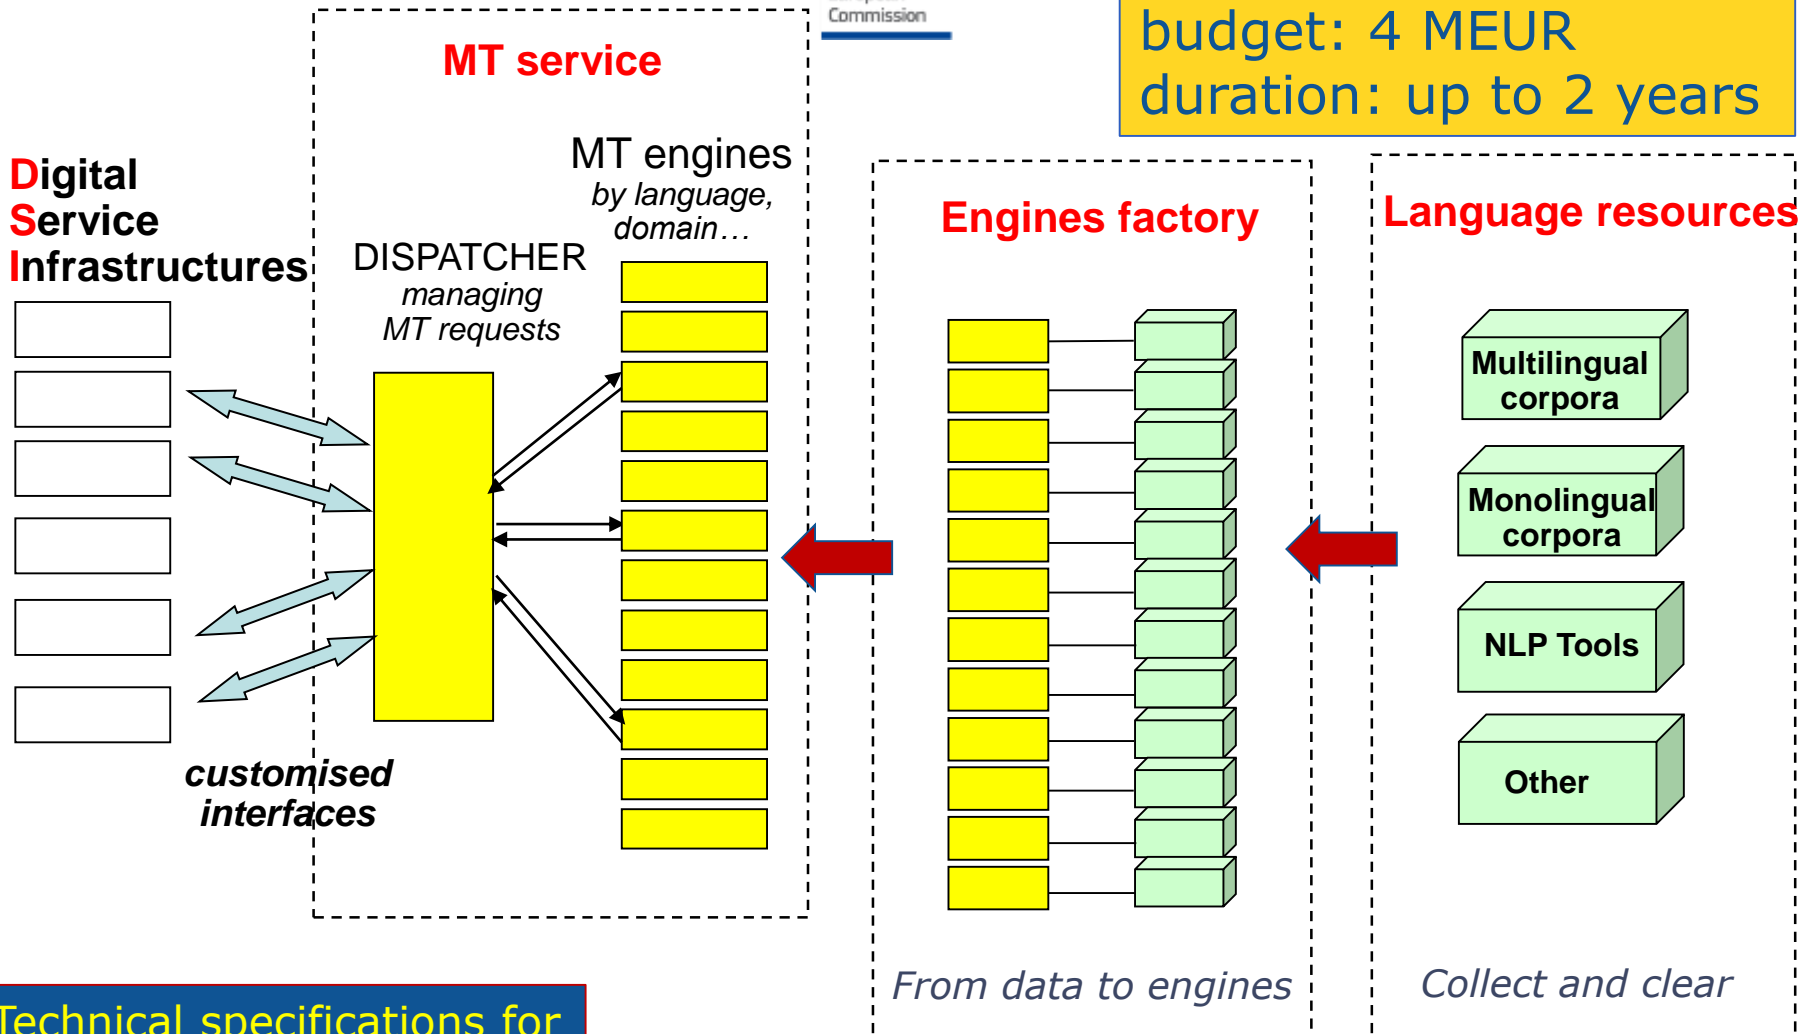 Commission
budget: 4 MEUR
duration: up to 2 years
MT service
Digital
Service
Infrastructures
DISPATCHER
managing
MT requests
MT engines
by language,
domain…
customised
interfaces
Engines factory
From data to engines
Language resources
Multilingual
corpora
Monolingual
corpora
NLP Tools
Other
Collect and clear
Technical specifications for